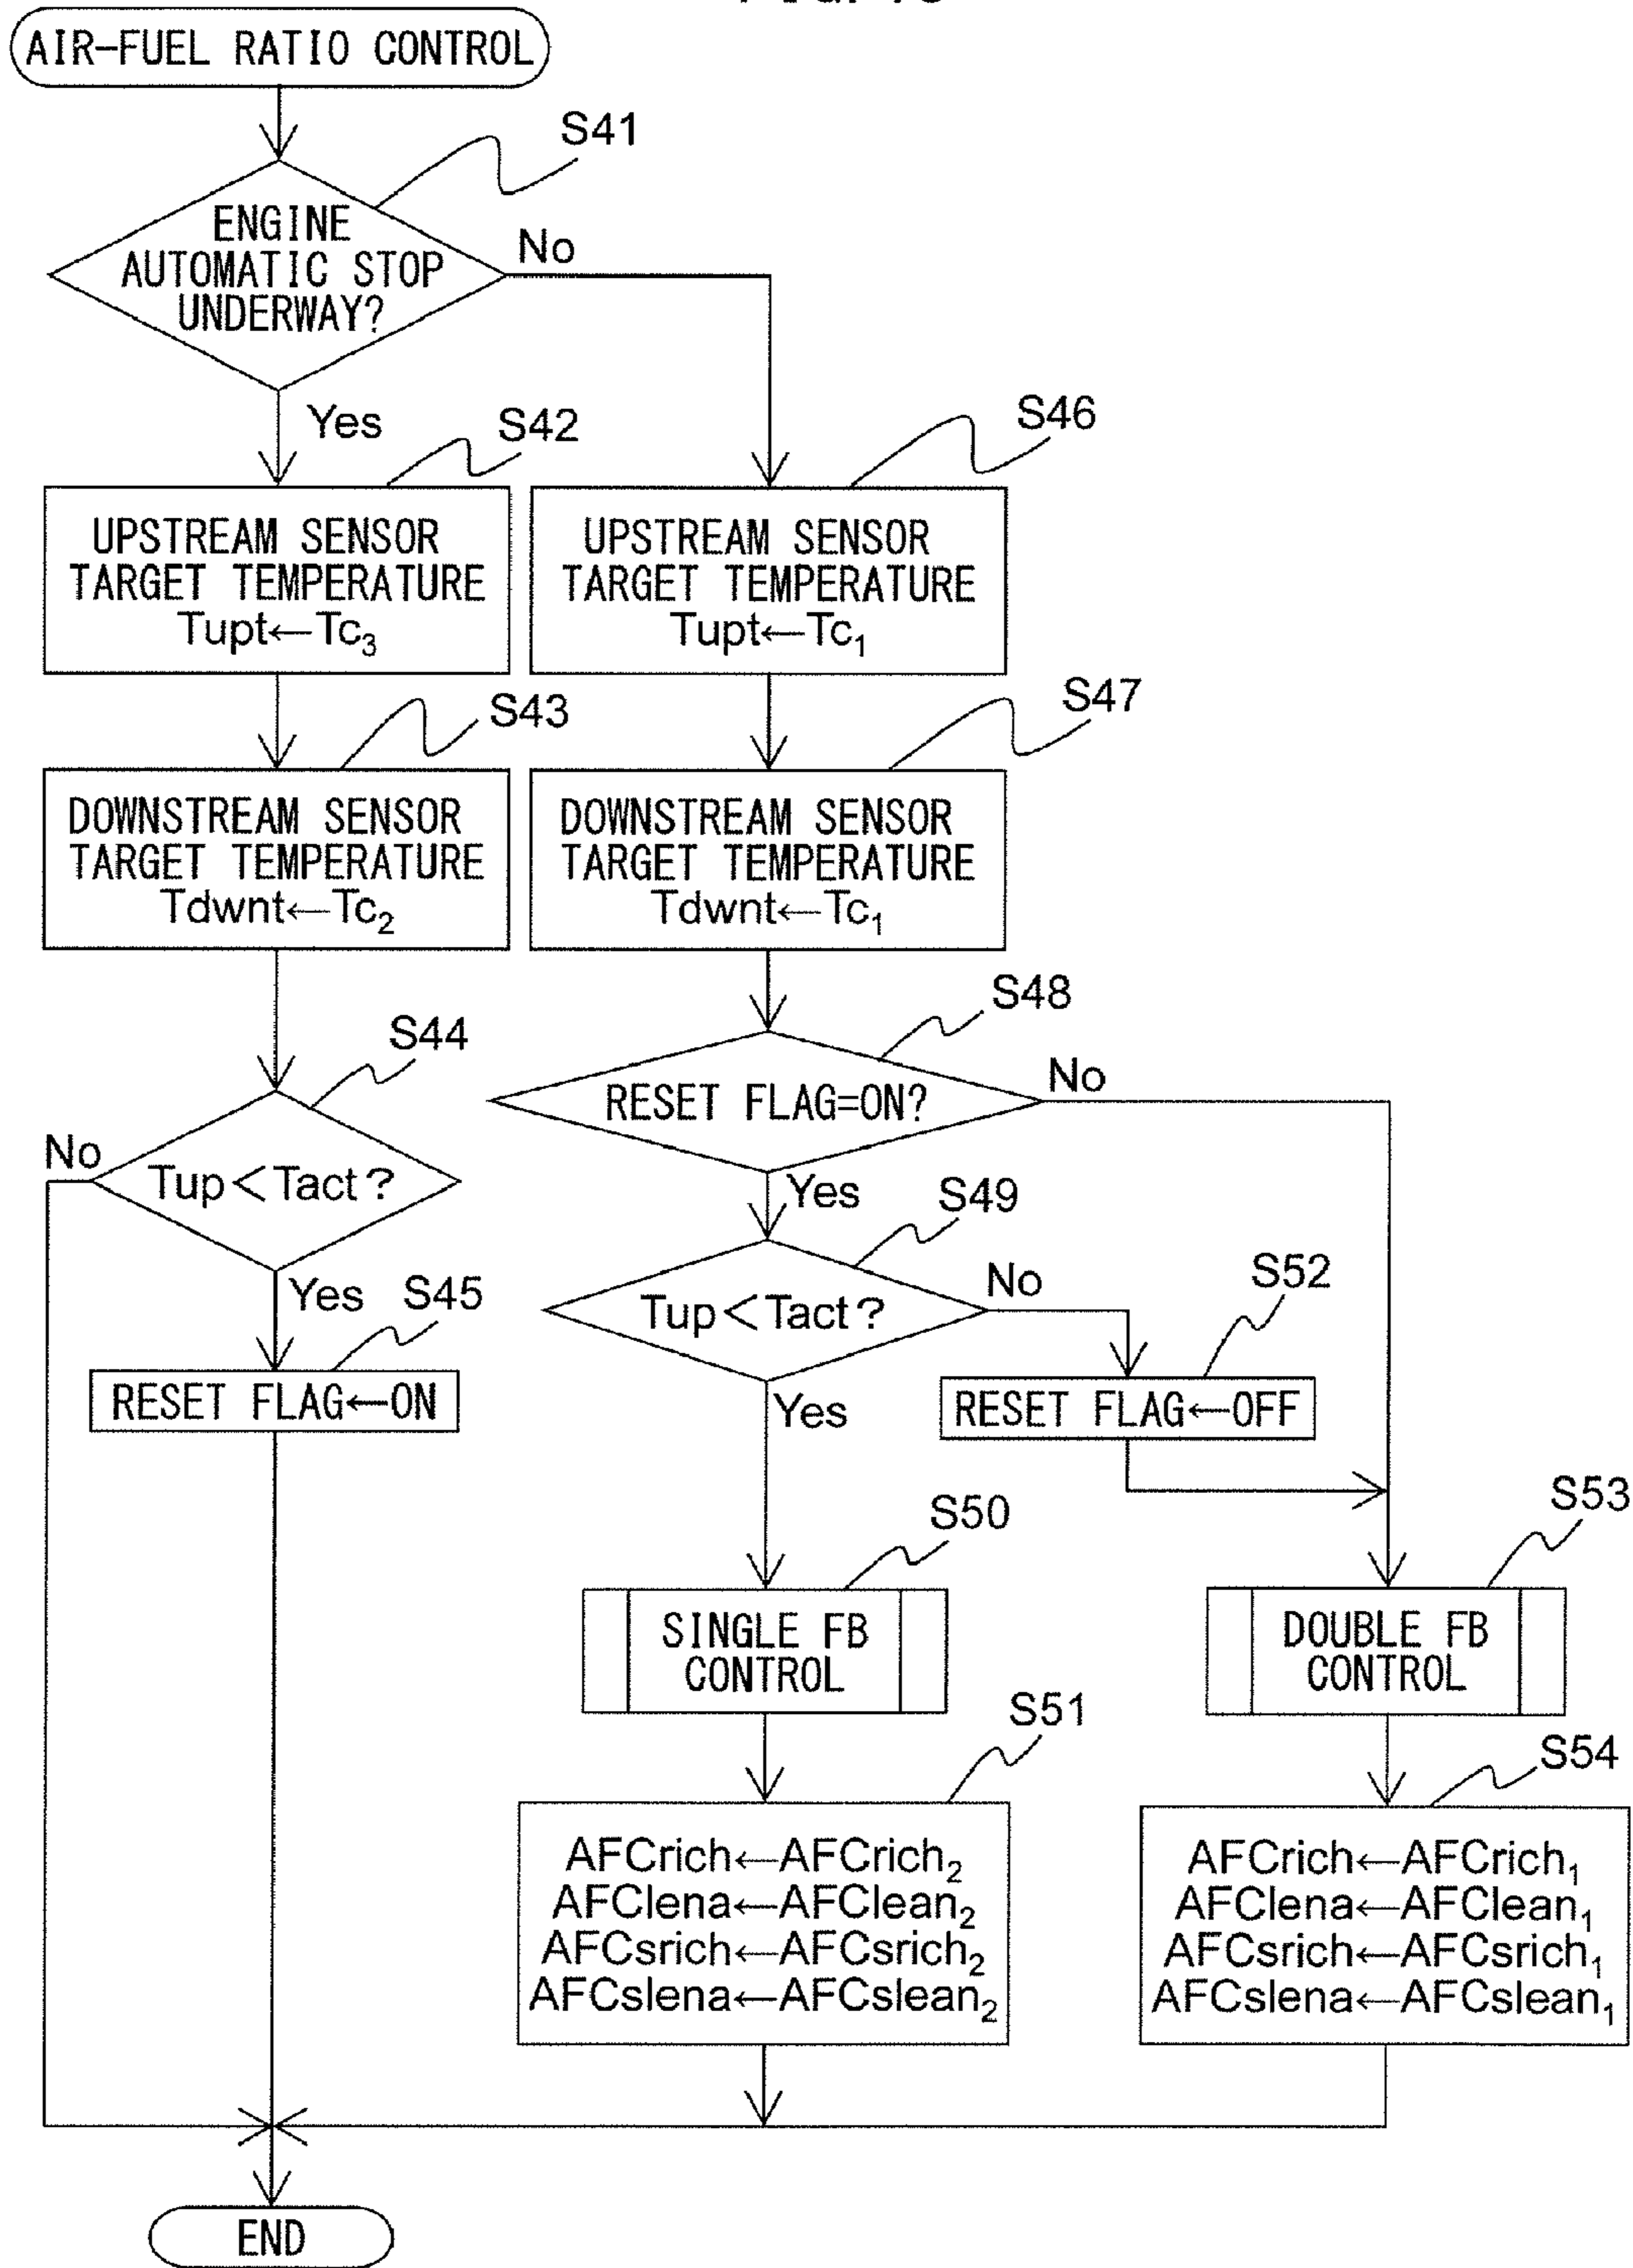 AIR-FUEL RATIO CONTROL
S41
ENGINE
AUTOMATIC STOP
UNDERWAY?
No
Yes
S42
UPSTREAM SENSOR
TARGET TEMPERATURE
Tupt←Tc₃
S46
UPSTREAM SENSOR
TARGET TEMPERATURE
Tupt←Tc₁
S43
DOWNSTREAM SENSOR
TARGET TEMPERATURE
Tdwnt←Tc₂
S47
DOWNSTREAM SENSOR
TARGET TEMPERATURE
Tdwnt←Tc₁
S44
Tup<Tact?
No
Yes
S45
RESET FLAG←ON
S48
RESET FLAG=ON?
No
Yes
S49
Tup<Tact?
No
Yes
S52
RESET FLAG←OFF
S50
SINGLE FB
CONTROL
S53
DOUBLE FB
CONTROL
S51
AFCrich←AFCrich₂
AFClena←AFClean₂
AFCsrich←AFCsrich₂
AFCslena←AFCslean₂
S54
AFCrich←AFCrich₁
AFClena←AFClean₁
AFCsrich←AFCsrich₁
AFCslena←AFCslean₁
END